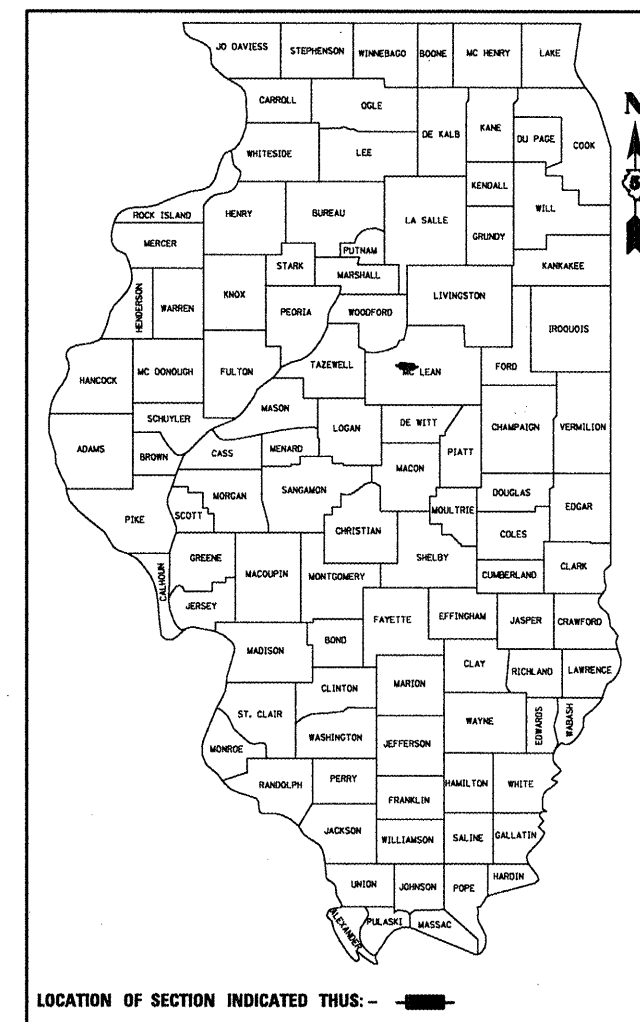 JO DAVIESS STEPHENSON WINNEBAGO BOONE MC HENRY LAKE
N
CARROLL OGLE DE KALB KANE DU PAGE COOK
WHITESIDE LEE
5
KENDALL
ROCK ISLAND HENRY BUREAU LA SALLE WILL
MERCER PUTNAM GRUNDY
STARK MARSHALL KANKAKEE
HENDERSON WARREN KNOX PEORIA WOODFORD LIVINGSTON
IROQUOIS
HANCOCK MC DONOUGH FULTON TAZEWELL MC LEAN FORD
SCHUYLER MASON LOGAN DE WITT CHAMPAIGN VERMILION
ADAMS BROWN CASS MENARD MACON PIATT
PIKE SCOTT MORGAN SANGAMON MOULTRIE DOUGLAS EDGAR
CHRISTIAN COLES
GREENE MACOUPIN MONTGOMERY SHELBY CUMBERLAND CLARK
CALHOUN JERSEY
FAYETTE EFFINGHAM JASPER CRAWFORD
MADISON BOND
CLAY RICHLAND LAWRENCE
CLINTON MARION
ST. CLAIR WAYNE EDWARDS WABASH
WASHINGTON JEFFERSON
MONROE
RANDOLPH PERRY HAMILTON WHITE
FRANKLIN
JACKSON WILLIAMSON SALINE GALLATIN
UNION JOHNSON POPE HARDIN
ALEXANDER PULASKI MASSAC
LOCATION OF SECTION INDICATED THUS: -